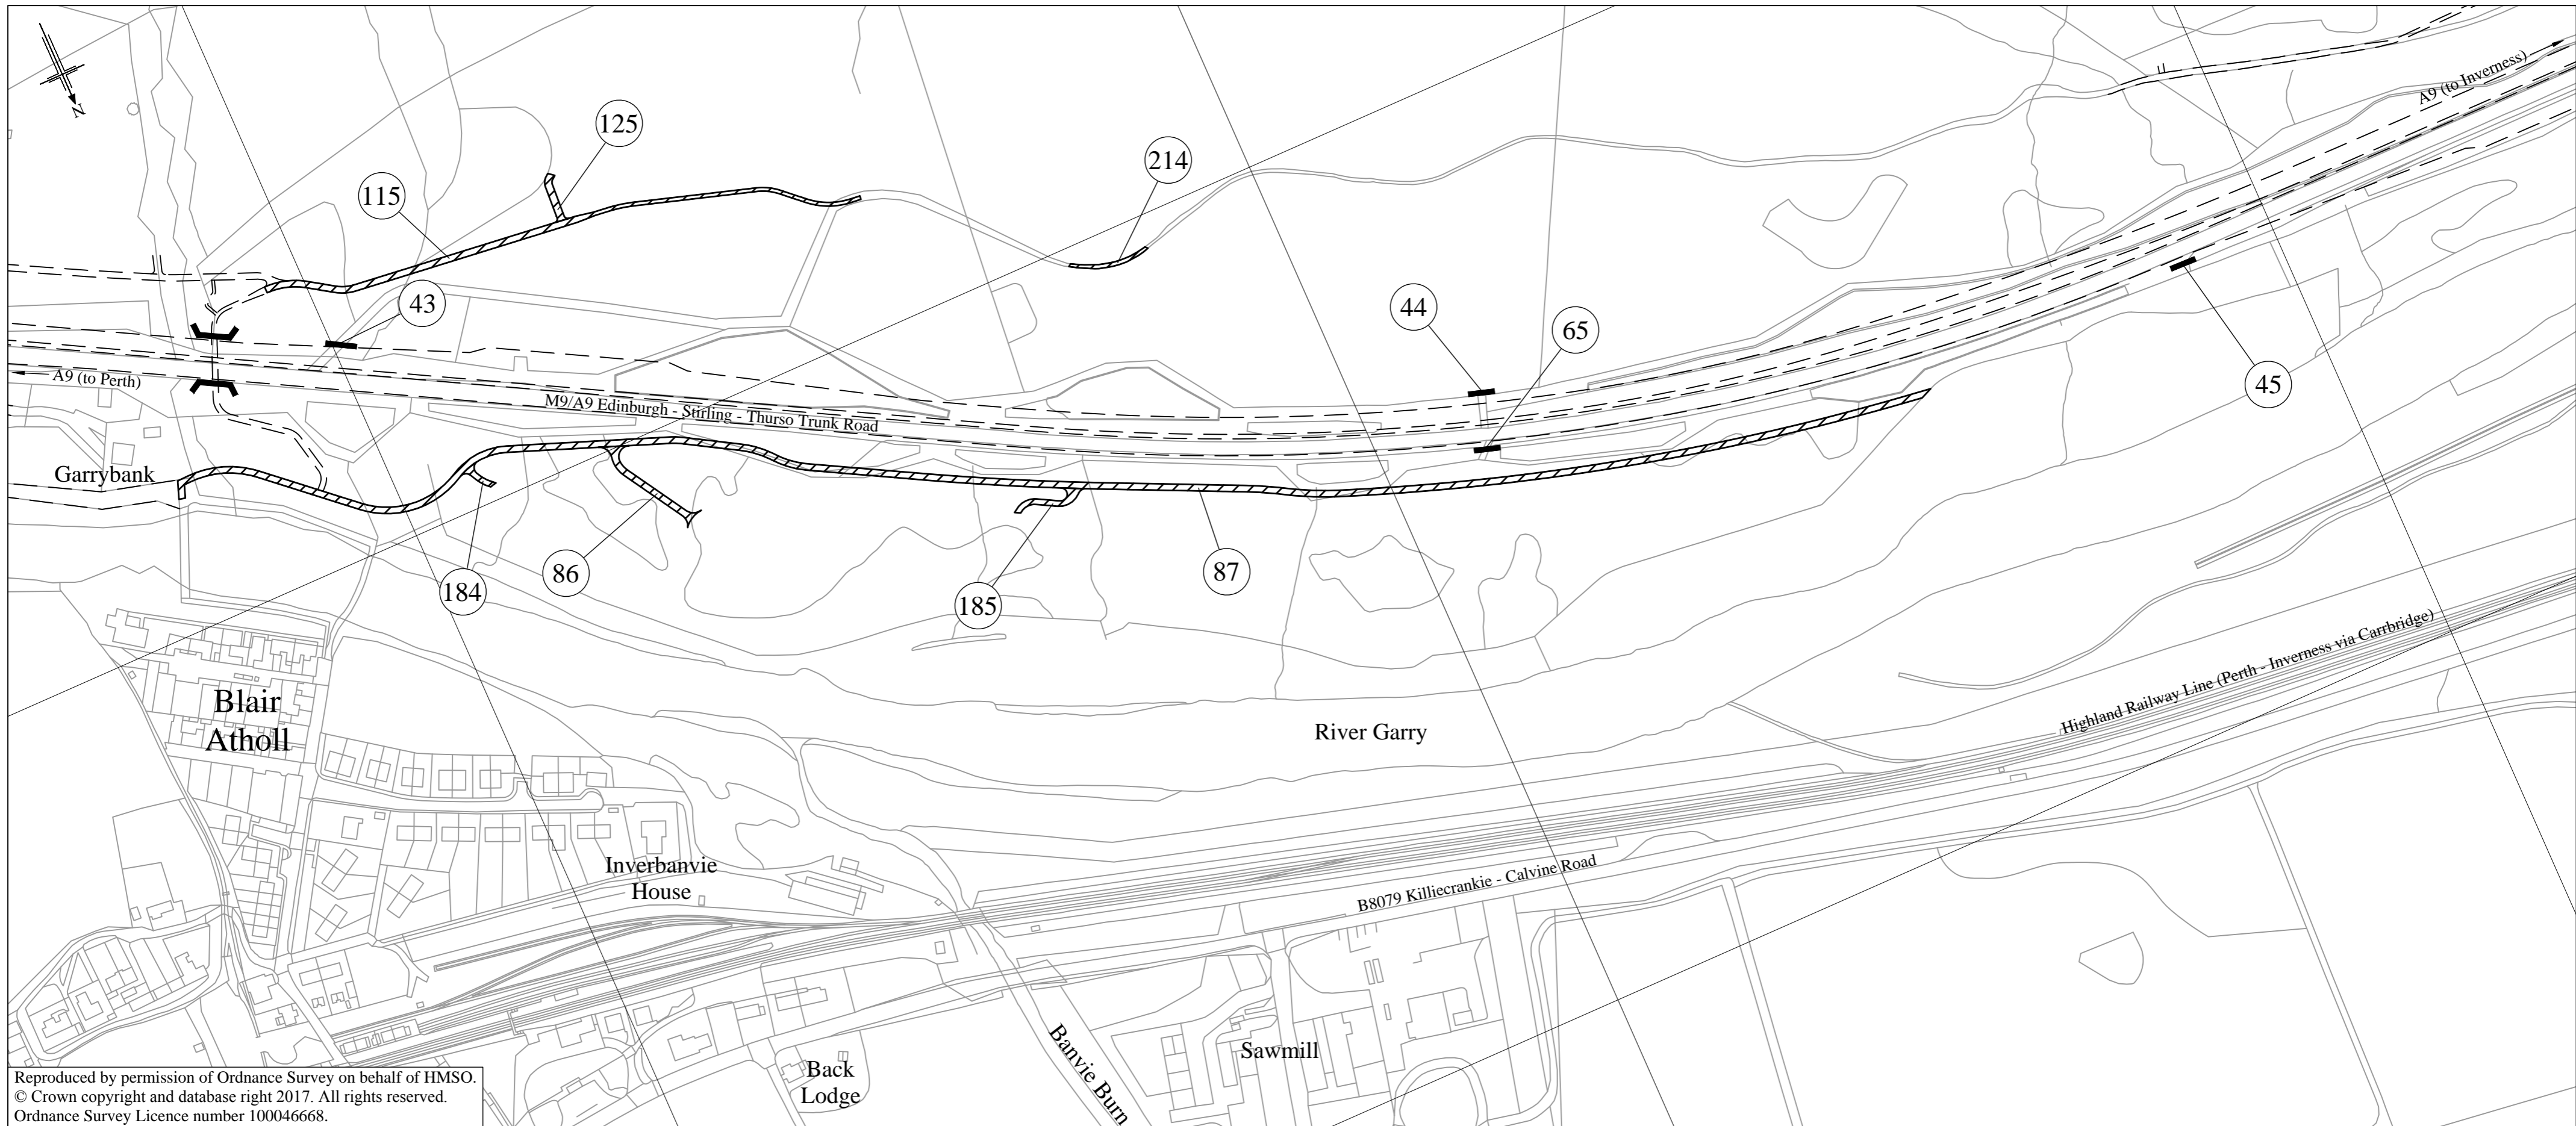 N
125
115
214
A9 (to Inverness)
43
44
65
45
A9 (to Perth)
M9/A9 Edinburgh - Stirling - Thurso Trunk Road
Garrybank
184
86
185
87
Blair
Atholl
River Garry
Highland Railway Line (Perth - Inverness via Carrbridge)
Inverbanvie
House
B8079 Killiecrankie - Calvine Road
Back
Lodge
Banvie Burn
Sawmill
Reproduced by permission of Ordnance Survey on behalf of HMSO.
© Crown copyright and database right 2017. All rights reserved.
Ordnance Survey Licence number 100046668.